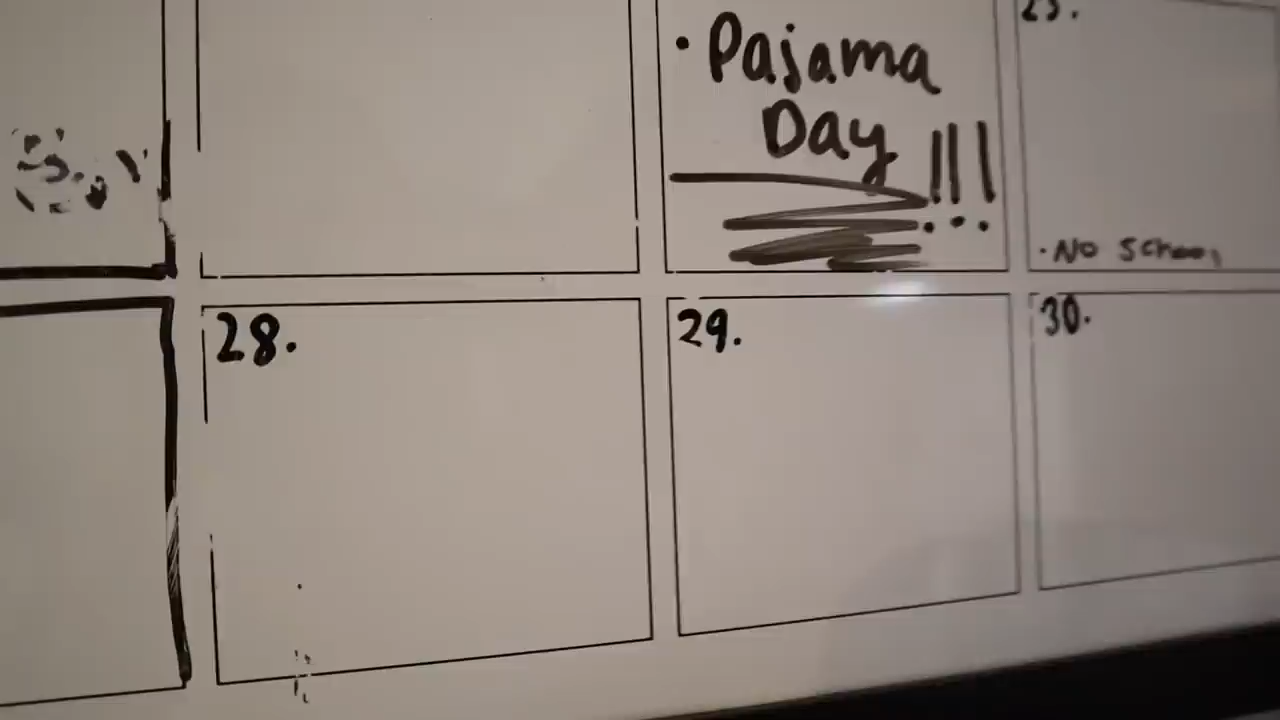 • Pajama
Day !!!
• No School
28.
29.
30.